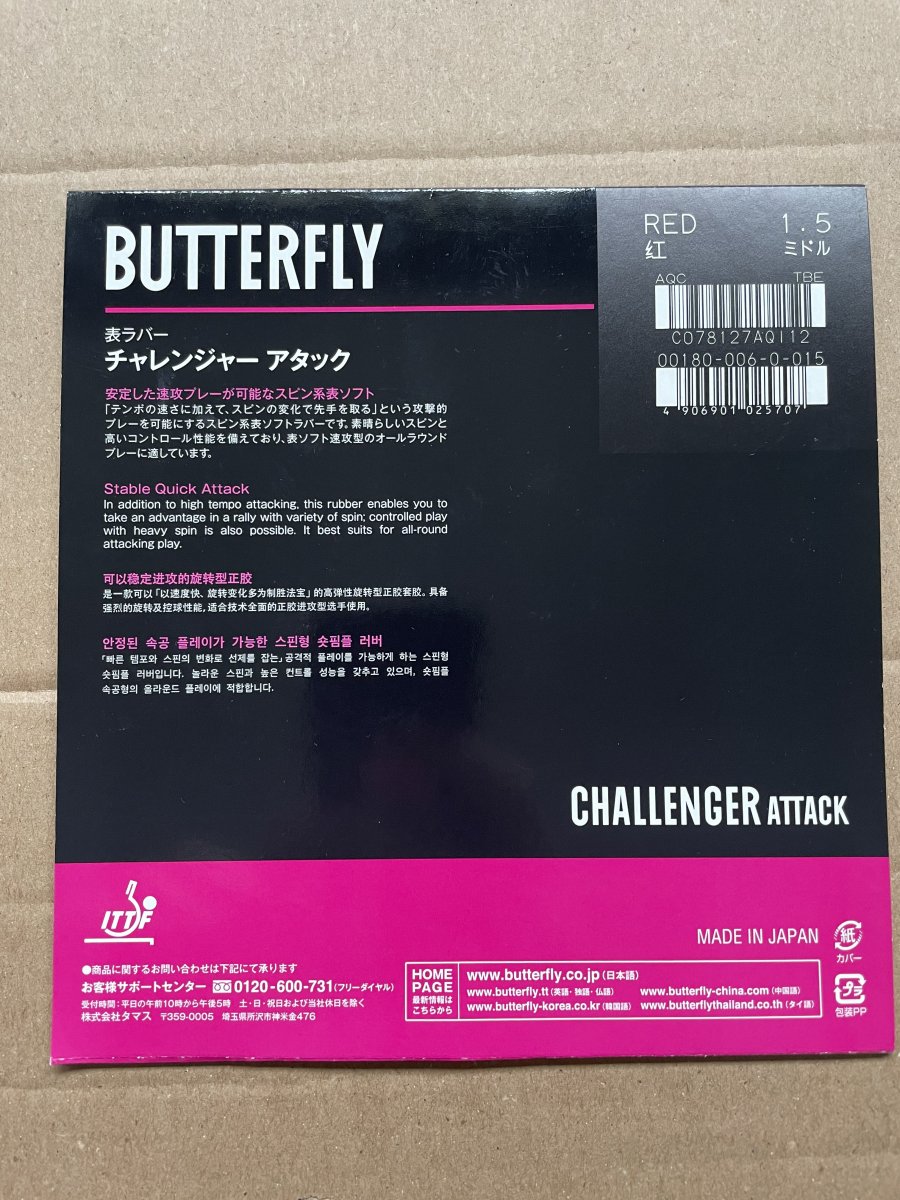 BUTTERFLY
RED 1.5
红 ミドル
AQC TBE
C078127AQI12
00180-006-0-015
4 906901 025707
表ラバー
チャレンジャー アタック
安定した速攻プレーが可能なスピン系表ソフト
「テンポの速さに加えて、スピンの変化で先手を取る」という攻撃的
プレーを可能にするスピン系表ソフトラバーです。素晴らしいスピンと
高いコントロール性能を備えており、表ソフト速攻型のオールラウンド
プレーに適しています。
Stable Quick Attack
In addition to high tempo attacking, this rubber enables you to
take an advantage in a rally with variety of spin; controlled play
with heavy spin is also possible. It best suits for all-round
attacking play.
可以稳定进攻的旋转型正胶
是一款可以「以速度快、旋转变化多为制胜法宝」的高弹性旋转型正胶套胶。具备
强烈的旋转及控球性能，适合技术全面的正胶进攻型选手使用。
안정된 속공 플레이가 가능한 스핀형 숏핌플 러버
「빠른 템포와 스핀의 변화로 선제를 잡는」공격적 플레이를 가능하게 하는 스핀형
숏핌플 러버입니다. 놀라운 스핀과 높은 컨트롤 성능을 갖추고 있으며, 숏핌플
속공형의 올라운드 플레이에 적합합니다.
CHALLENGER ATTACK
ITTF
MADE IN JAPAN
紙
カバー
●商品に関するお問い合わせは下記にて承ります
お客様サポートセンター 0120-600-731(フリーダイヤル)
受付時間:平日の午前10時から午後5時 土・日・祝日および当社休日を除く
株式会社タマス 〒359-0005 埼玉県所沢市神米金476
HOME
PAGE
最新情報は
こちらから
www.butterfly.co.jp(日本語)
www.butterfly.tt(英語・独語・仏語) www.butterfly-china.com(中国語)
www.butterfly-korea.co.kr(韓国語) www.butterflythailand.co.th(タイ語)
プラ
包装PP